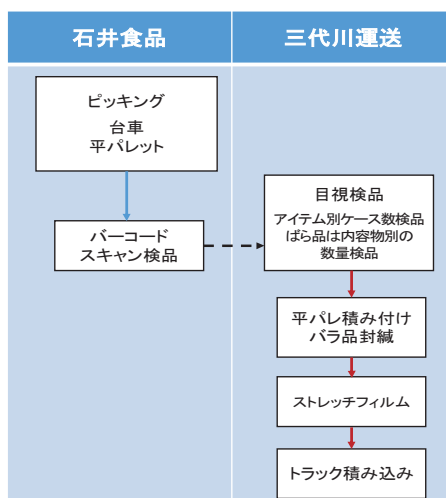 石井食品
三代川運送
ピッキング
台車
平パレット
バーコード
スキャン検品
目視検品
アイテム別ケース数検品
ばら品は内容物別の
数量検品
平パレ積み付け
バラ品封緘
ストレッチフィルム
トラック積み込み